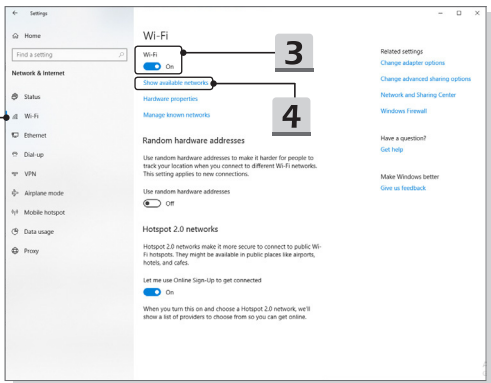 Settings
Home
Find a setting
Network & Internet
Status
Wi-Fi
Ethernet
Dial-up
VPN
Airplane mode
Mobile hotspot
Data usage
Proxy
Wi-Fi
Wi-Fi
On
3
Show available networks
4
Hardware properties
Manage known networks
Random hardware addresses
Use random hardware addresses to make it harder for people to
track your location when you connect to different Wi-Fi networks.
This setting applies to new connections.
Use random hardware addresses
Off
Hotspot 2.0 networks
Hotspot 2.0 networks make it more secure to connect to public Wi-
Fi hotspots. They might be available in public places like airports,
hotels, and cafes.
Let me use Online Sign-Up to get connected
On
When you turn this on and choose a Hotspot 2.0 network, we'll
show a list of providers to choose from so you can get online.
Related settings
Change adapter options
Change advanced sharing options
Network and Sharing Center
Windows Firewall
Have a question?
Get help
Make Windows better
Give us feedback